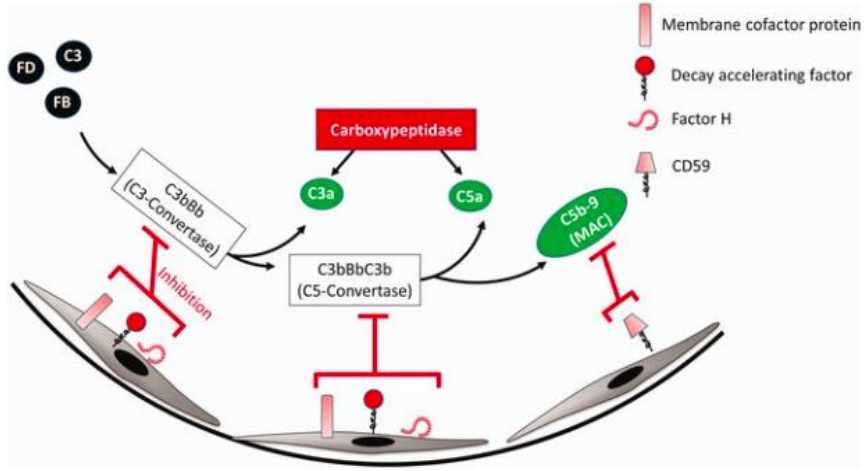 FD
C3
FB
C3bBb
(C3-Convertase)
Inhibition
Carboxypeptidase
C3a
C5a
C3bBbC3b
(C5-Convertase)
C5b-9
(MAC)
Membrane cofactor protein
Decay accelerating factor
Factor H
CD59